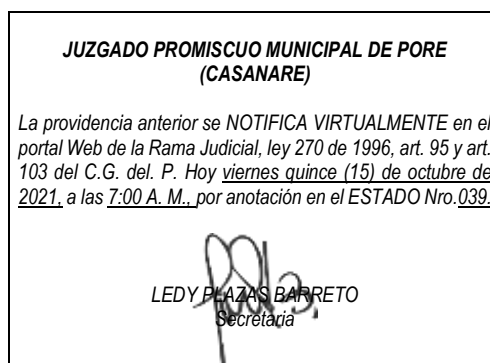 JUZGADO PROMISCUO MUNICIPAL DE PORE
(CASANARE)
La providencia anterior se NOTIFICA VIRTUALMENTE en el
portal Web de la Rama Judicial, ley 270 de 1996, art. 95 y art.
103 del C.G. del. P. Hoy viernes quince (15) de octubre de
2021, a las 7:00 A. M., por anotación en el ESTADO Nro.039.
LEDY PLAZAS BARRETO
Secretaria